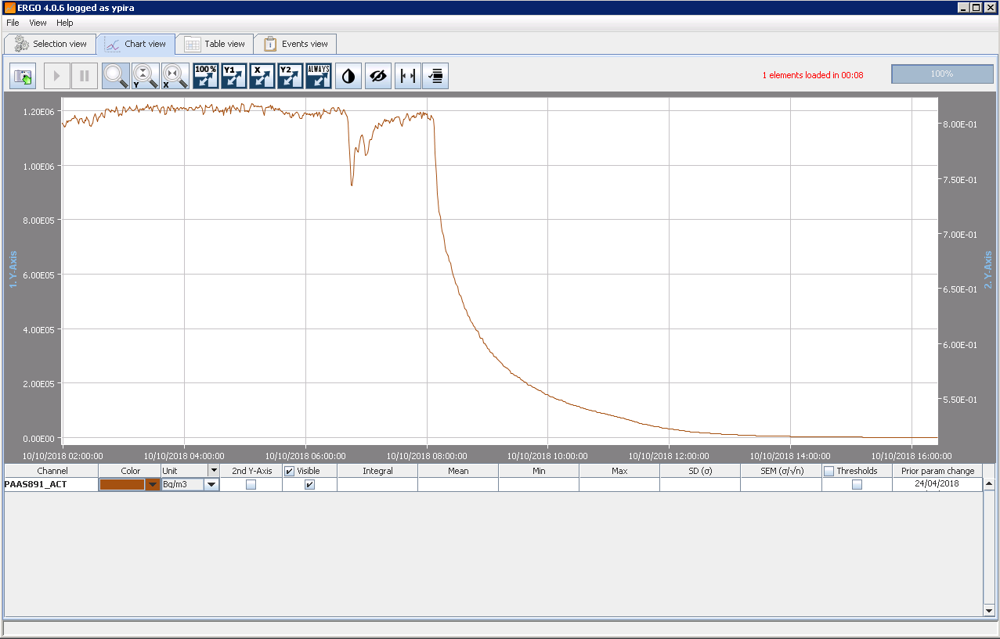 ERGO 4.0.6 logged as ypira
File View Help
Selection view Chart view Table view Events view
Y X 100% Y1 X Y2 ALWAYS 1 elements loaded in 00:08 100%
1.20E06
1.00E06
8.00E05
6.00E05
4.00E05
2.00E05
0.00E00
1. Y-Axis
8.00E-01
7.50E-01
7.00E-01
6.50E-01
6.00E-01
5.50E-01
2. Y-Axis
10/10/2018 02:00:00 10/10/2018 04:00:00 10/10/2018 06:00:00 10/10/2018 08:00:00 10/10/2018 10:00:00 10/10/2018 12:00:00 10/10/2018 14:00:00 10/10/2018 16:00:00
Channel Color Unit 2nd Y-Axis Visible Integral Mean Min Max SD (σ) SEM (σ/√n) Thresholds Prior param change
PAAS891_ACT Bq/m3 24/04/2018